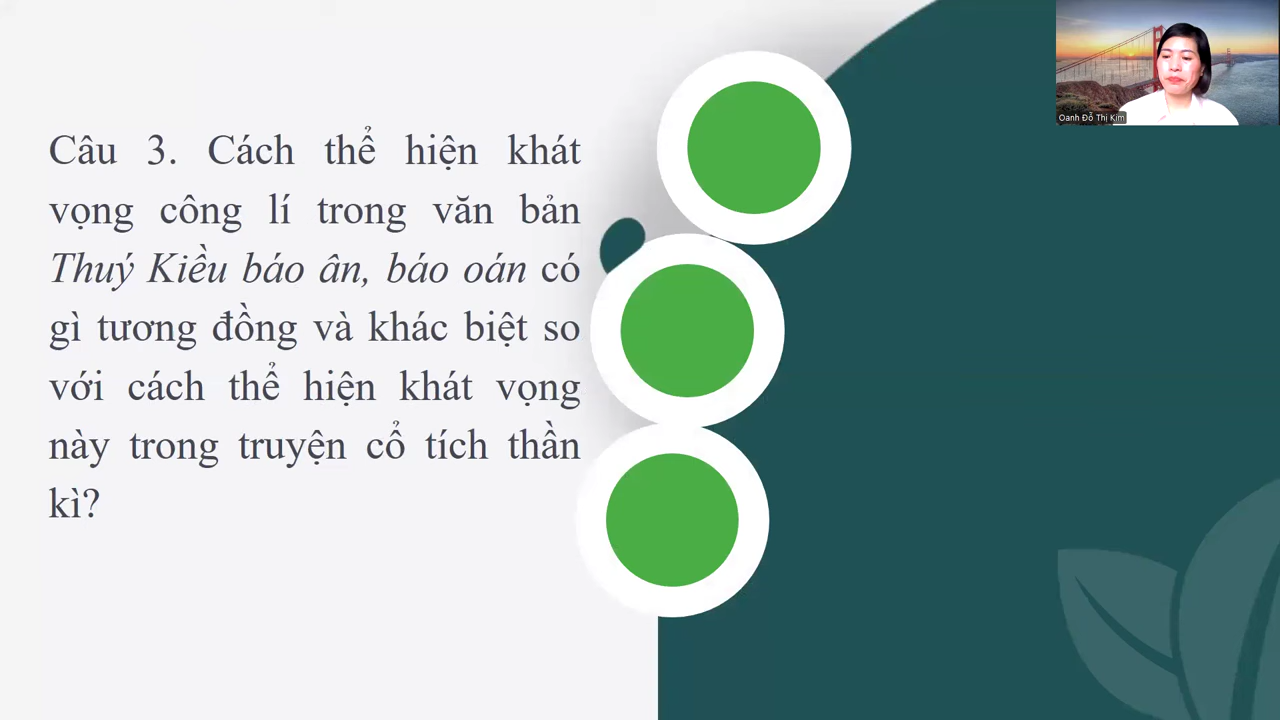 Câu 3. Cách thể hiện khát
vọng công lí trong văn bản
Thuý Kiều báo ân, báo oán có
gì tương đồng và khác biệt so
với cách thể hiện khát vọng
này trong truyện cổ tích thần
kì?
Oanh Đỗ Thị Kim